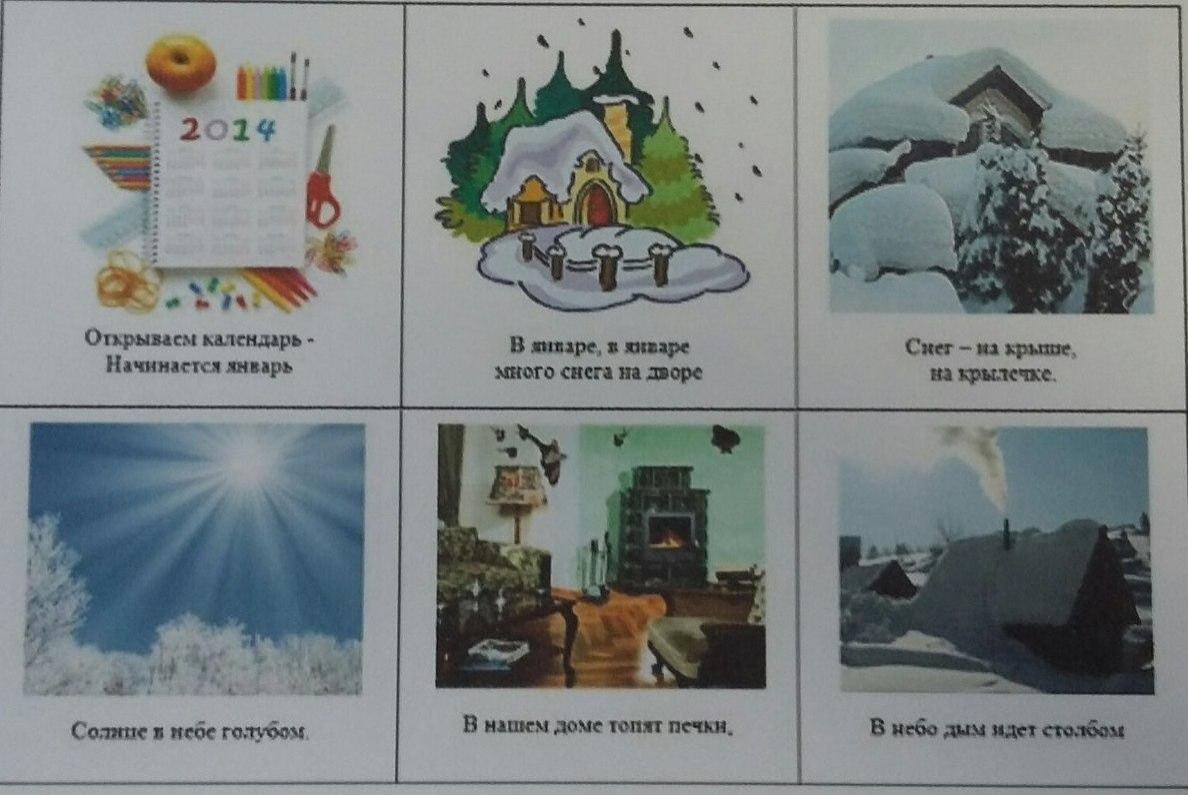 2014
Открываем календарь -
Начинается январь
В январе, в январе
много снега на дворе
Снег – на крыше,
на крылечке.
Солнце в небе голубом.
В нашем доме топят печки,
В небо дым идет столбом